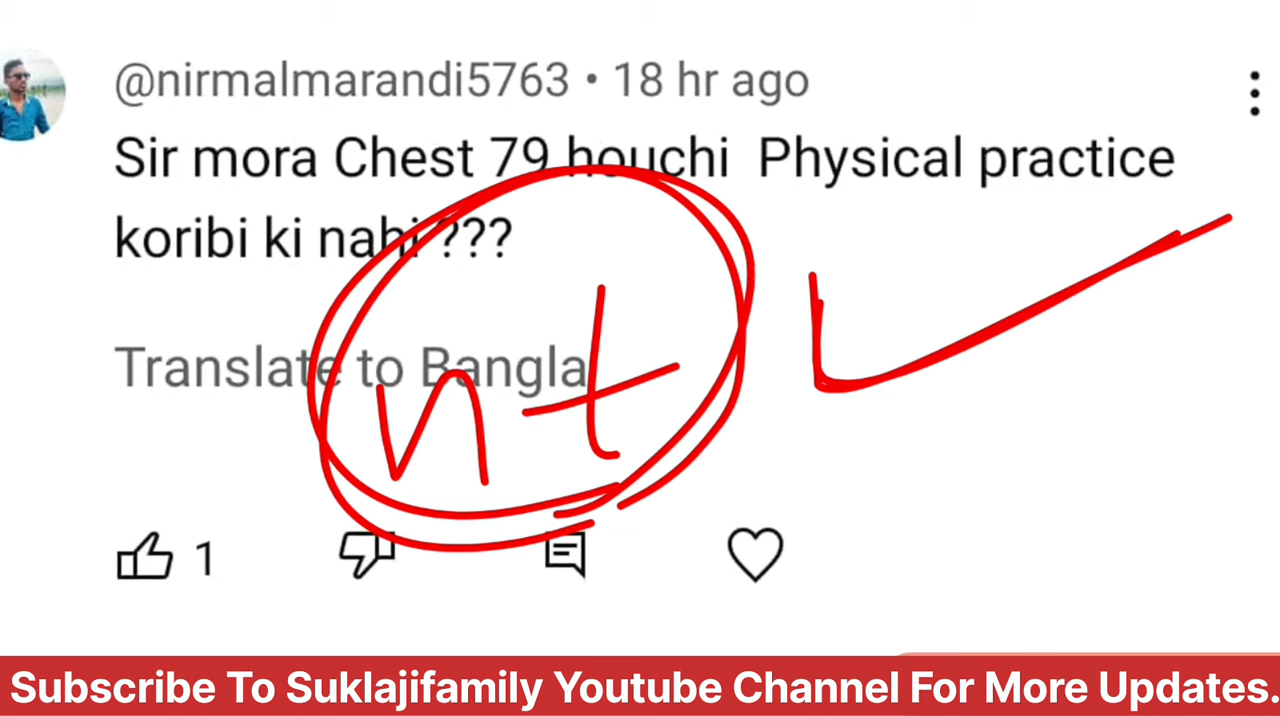 @nirmalmarandi5763 • 18 hr ago
Sir mora Chest 79 houchi Physical practice
koribi ki nahi ???
Translate to Bangla
nt
1
Subscribe To Suklajifamily Youtube Channel For More Updates.